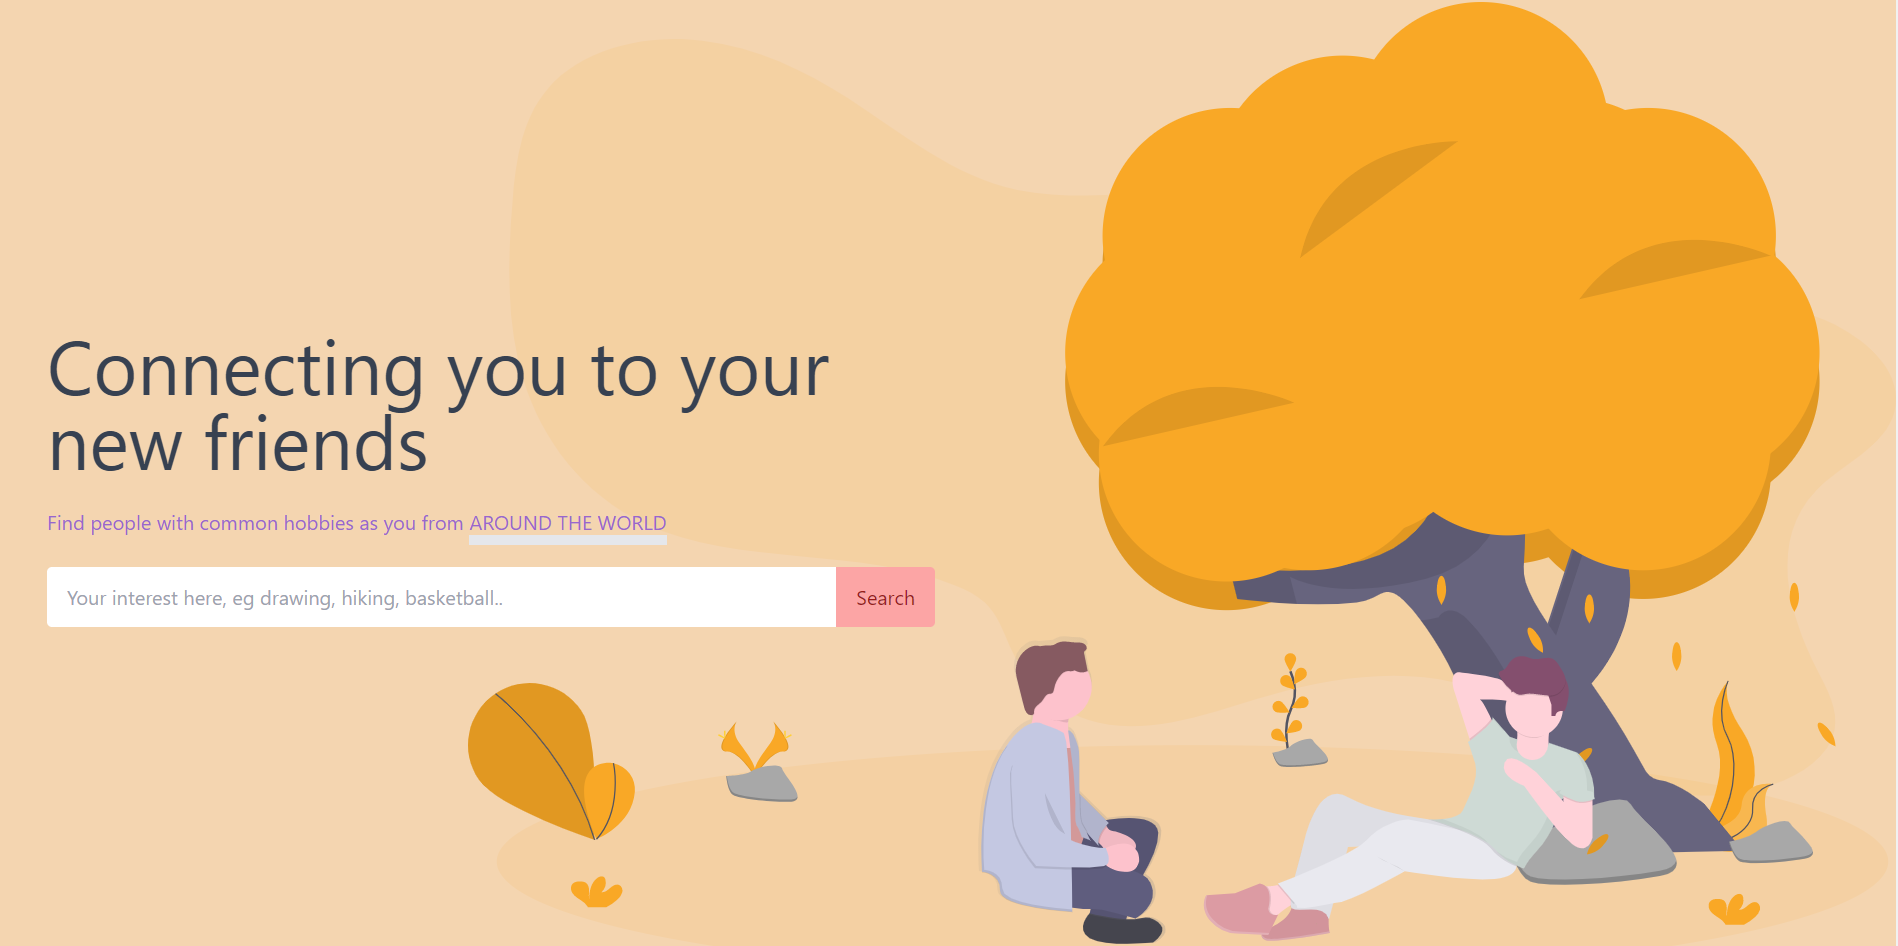 Connecting you to your
new friends
Find people with common hobbies as you from AROUND THE WORLD
Your interest here, eg drawing, hiking, basketball..
Search